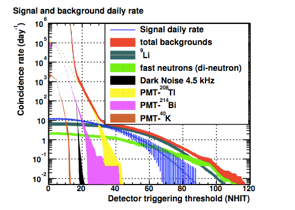 Signal and background daily rate
Coincidence rate (day⁻¹)
10⁶
10⁵
10⁴
10³
10²
10
1
10⁻¹
10⁻²
Signal daily rate
total backgrounds
⁹Li
fast neutrons (di-neutron)
Dark Noise 4.5 kHz
PMT-²⁰⁸Tl
PMT-²¹⁴Bi
PMT-⁴⁰K
0 20 40 60 80 100 120
Detector triggering threshold (NHIT)